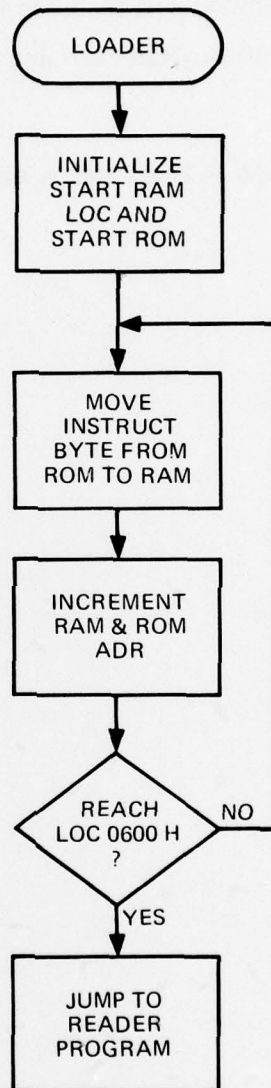 LOADER
INITIALIZE
START RAM
LOC AND
START ROM
MOVE
INSTRUCT
BYTE FROM
ROM TO RAM
INCREMENT
RAM & ROM
ADR
REACH
LOC 0600 H
?
NO
YES
JUMP TO
READER
PROGRAM